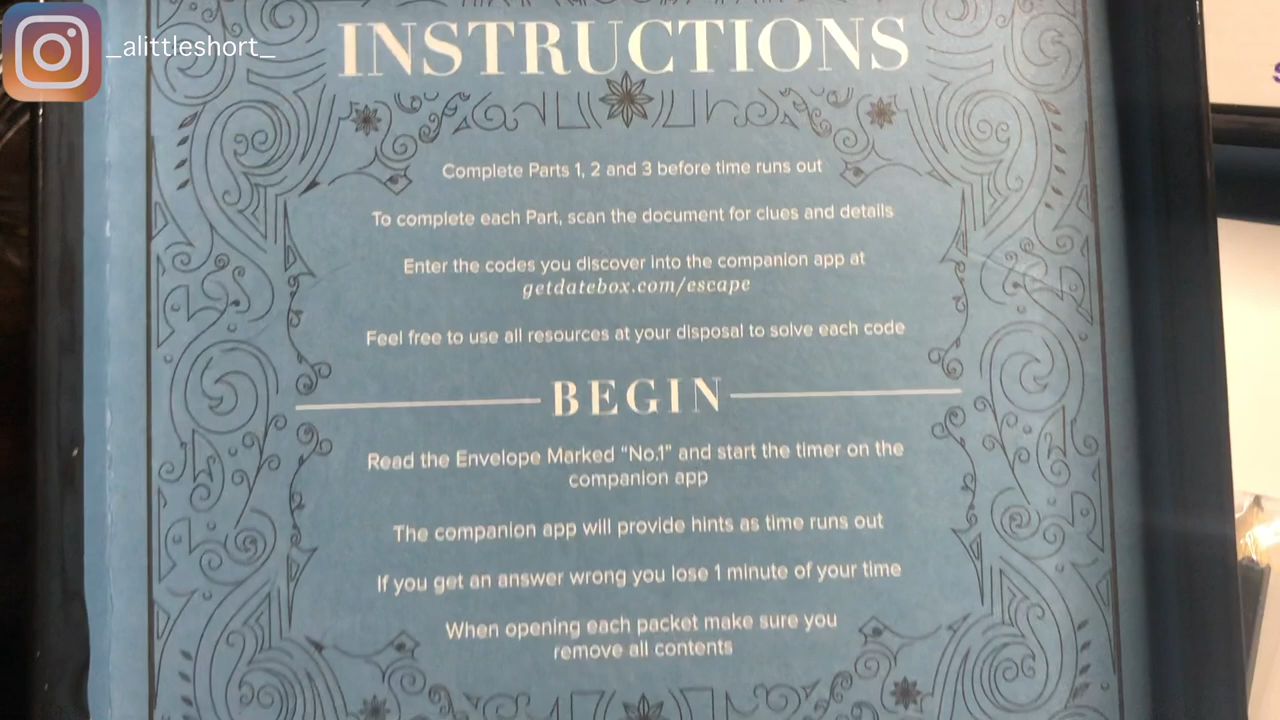 _alittleshort_
INSTRUCTIONS
Complete Parts 1, 2 and 3 before time runs out
To complete each Part, scan the document for clues and details
Enter the codes you discover into the companion app at
getdatebox.com/escape
Feel free to use all resources at your disposal to solve each code
BEGIN
Read the Envelope Marked “No.1” and start the timer on the
companion app
The companion app will provide hints as time runs out
If you get an answer wrong you lose 1 minute of your time
When opening each packet make sure you
remove all contents